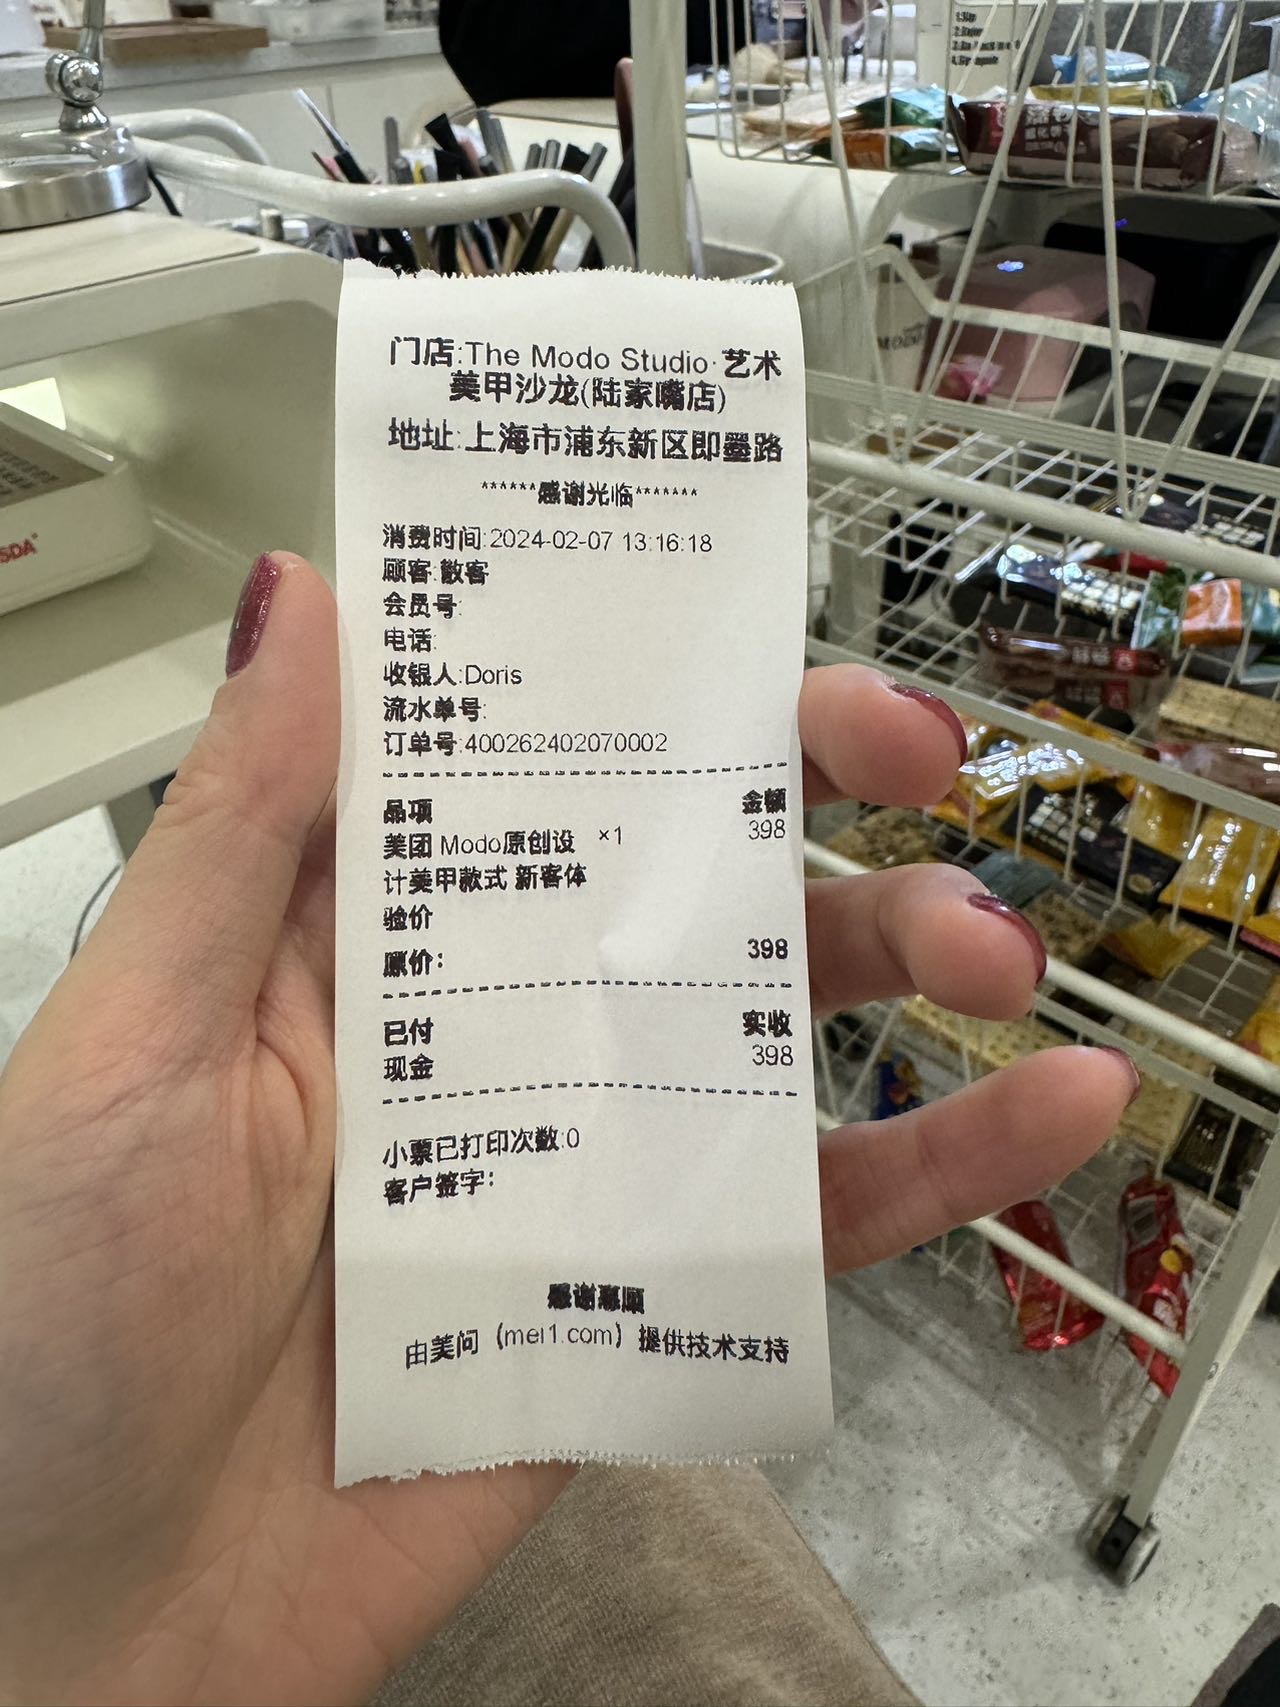 门店:The Modo Studio·艺术
美甲沙龙(陆家嘴店)
地址:上海市浦东新区即墨路
******感谢光临*******
消费时间:2024-02-07 13:16:18
顾客:散客
会员号:
电话:
收银人:Doris
流水单号:
订单号:400262402070002
品项 金额
美团 Modo原创设 ×1 398
计美甲款式 新客体
验价
原价: 398
已付 实收
现金 398
小票已打印次数:0
客户签字:
感谢惠顾
由美问（mei1.com）提供技术支持